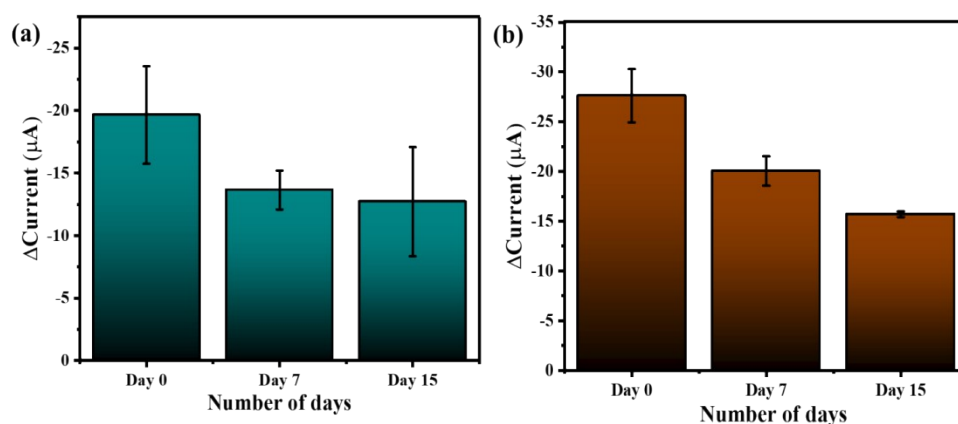 (a)
ΔCurrent (μA)
-25
-20
-15
-10
-5
0
Day 0 Day 7 Day 15
Number of days
(b)
ΔCurrent (μA)
-35
-30
-25
-20
-15
-10
-5
0
Day 0 Day 7 Day 15
Number of days